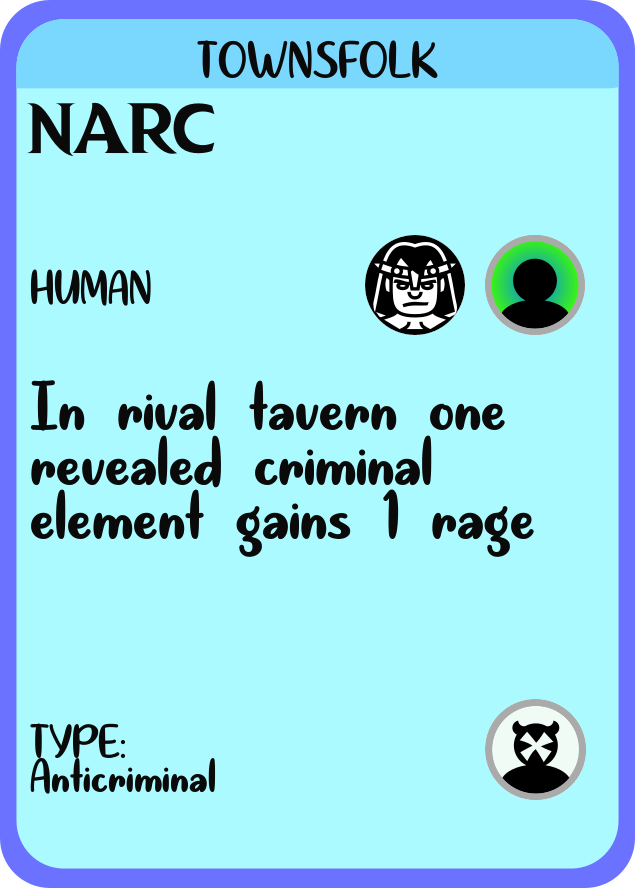 TOWNSFOLK
NARC
HUMAN
In rival tavern one
revealed criminal
element gains 1 rage
TYPE:
Anticriminal